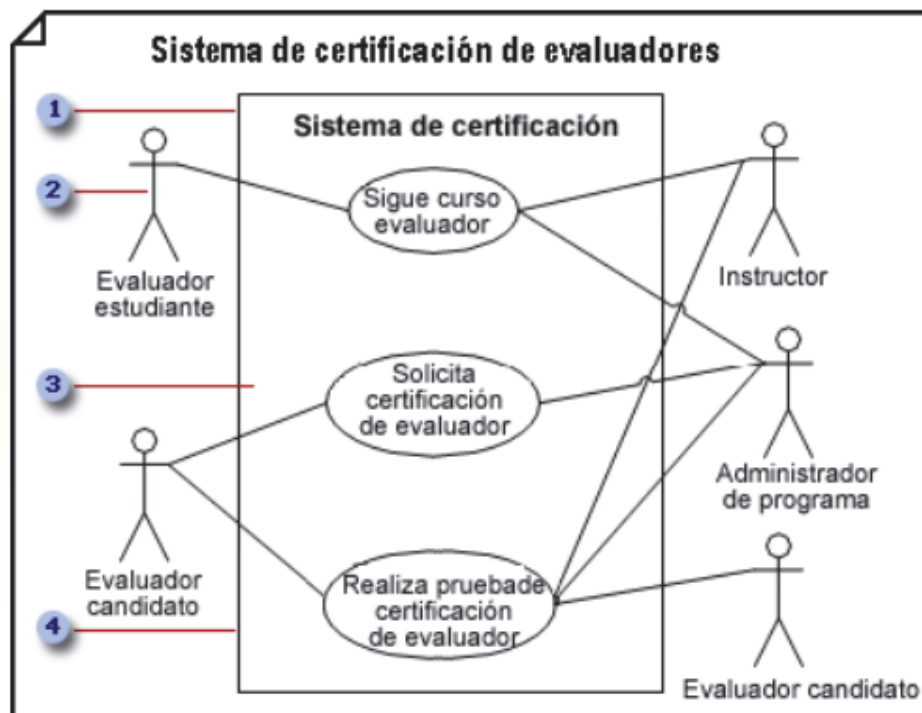 Sistema de certificación de evaluadores
1
Sistema de certificación
2
Sigue curso
evaluador
Evaluador
estudiante
Instructor
3
Solicita
certificación
de evaluador
Administrador
de programa
Evaluador
candidato
Realiza pruebade
certificación
de evaluador
4
Evaluador candidato